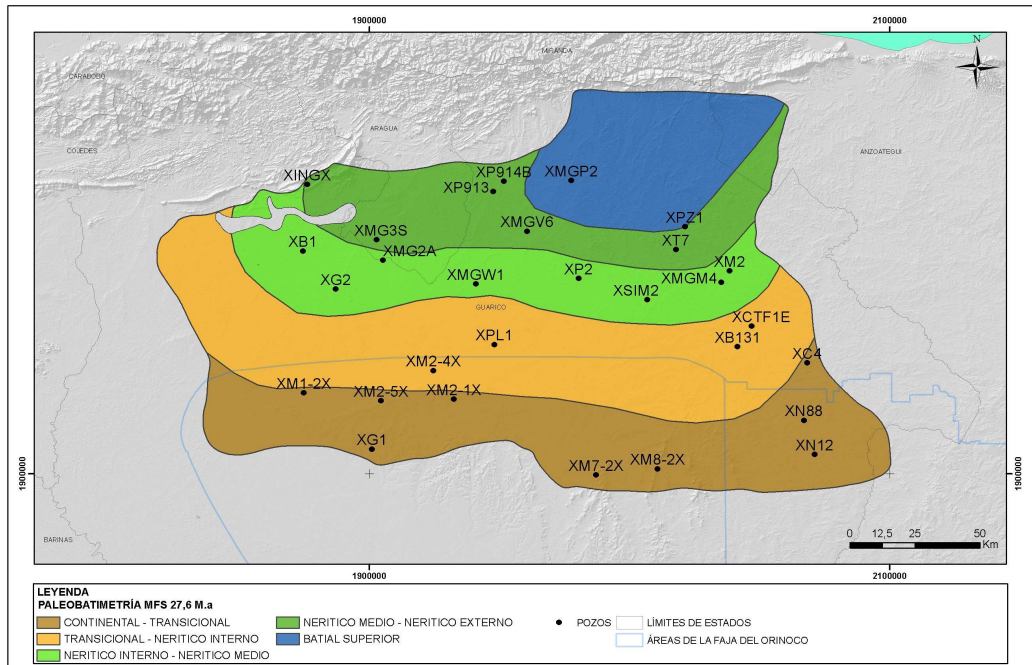 1900000
2100000
MIRANDA
N
CARABOBO
ARAGUA
COJEDES
ANZOATEGUI
XINGX
XP914B
XP913
XMGP2
XPZ1
XMG3S
XMGV6
XT7
XB1
XMG2A
XM2
XG2
XMGW1
XP2
XMGM4
XSIM2
GUARICO
XCTF1E
XPL1
XB131
XC4
XM2-4X
XM1-2X
XM2-5X
XM2-1X
XN88
XG1
XN12
XM7-2X
XM8-2X
1900000
1900000
BARINAS
0 12,5 25 50
Km
1900000
2100000
LEYENDA
PALEOBATIMETRÍA MFS 27,6 M.a
CONTINENTAL - TRANSICIONAL
TRANSICIONAL - NERITICO INTERNO
NERITICO INTERNO - NERITICO MEDIO
NERITICO MEDIO - NERITICO EXTERNO
BATIAL SUPERIOR
POZOS
LÍMITES DE ESTADOS
ÁREAS DE LA FAJA DEL ORINOCO